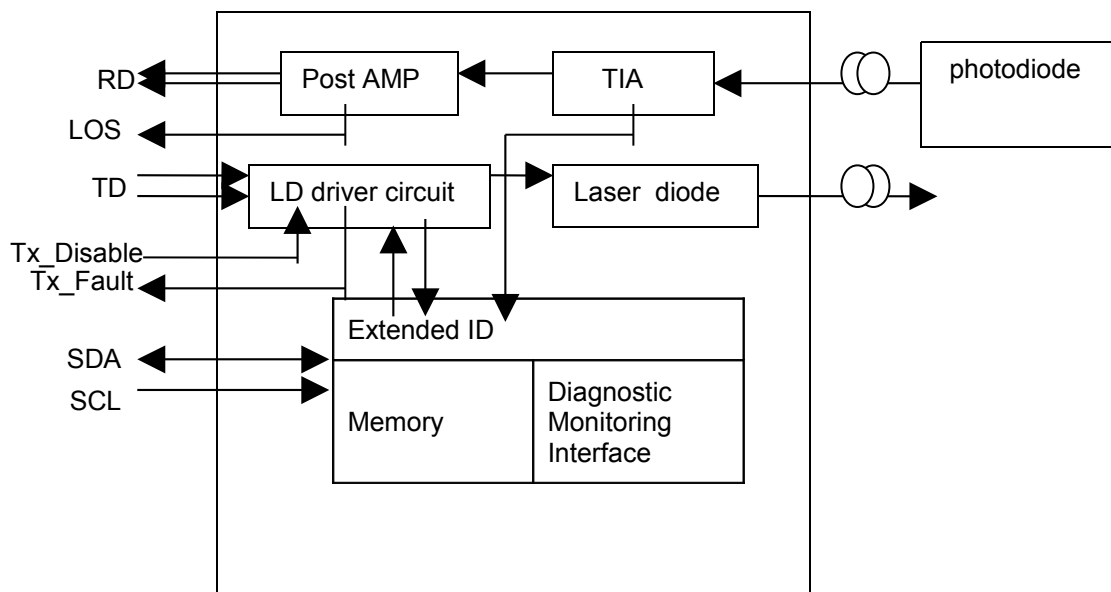 RD
Post AMP
TIA
photodiode
LOS
TD
LD driver circuit
Laser diode
Tx_Disable
Tx_Fault
Extended ID
SDA
SCL
Memory
Diagnostic
Monitoring
Interface